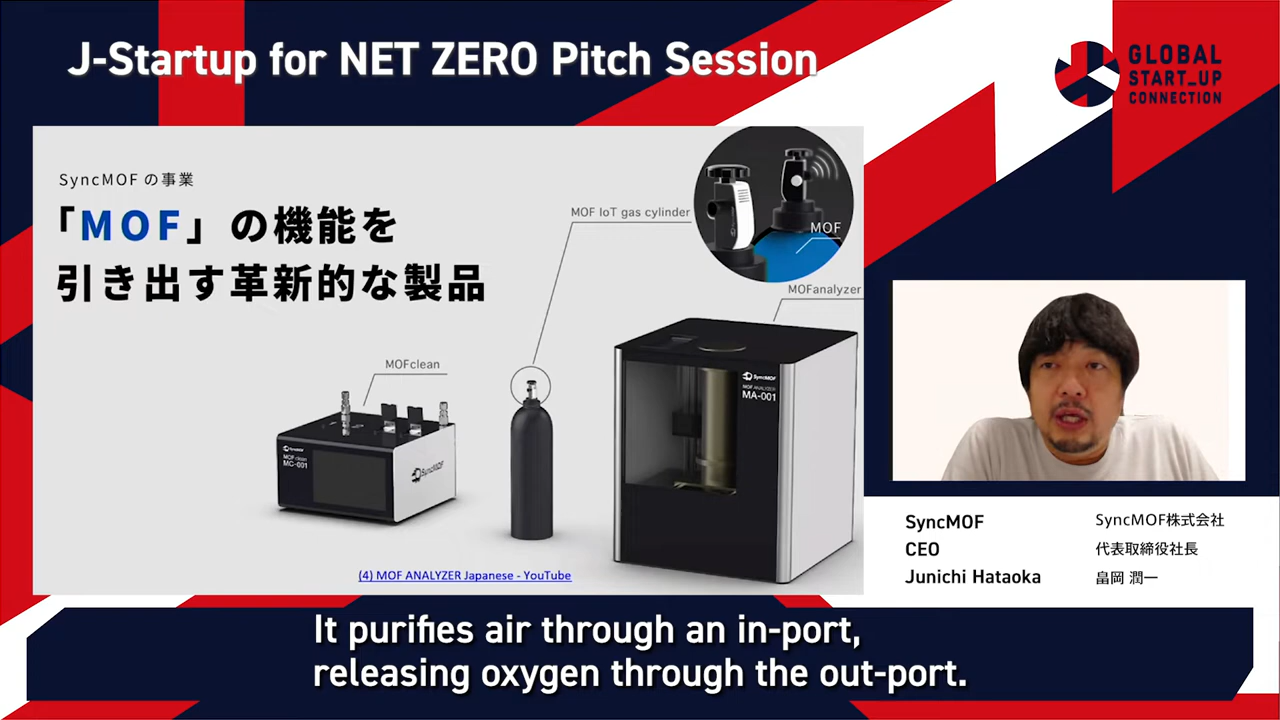 J-Startup for NET ZERO Pitch Session
GLOBAL
START_UP
CONNECTION
SyncMOF の事業
「MOF」の機能を
引き出す革新的な製品
MOF IoT gas cylinder
MOF
MOFanalyzer
MOFclean
SyncMOF
MOF clean
MC-001
SyncMOF
SyncMOF
MOF ANALYZER
MA-001
(4) MOF ANALYZER Japanese - YouTube
SyncMOF
CEO
Junichi Hataoka
SyncMOF株式会社
代表取締役社長
畠岡 潤一
It purifies air through an in-port,
releasing oxygen through the out-port.